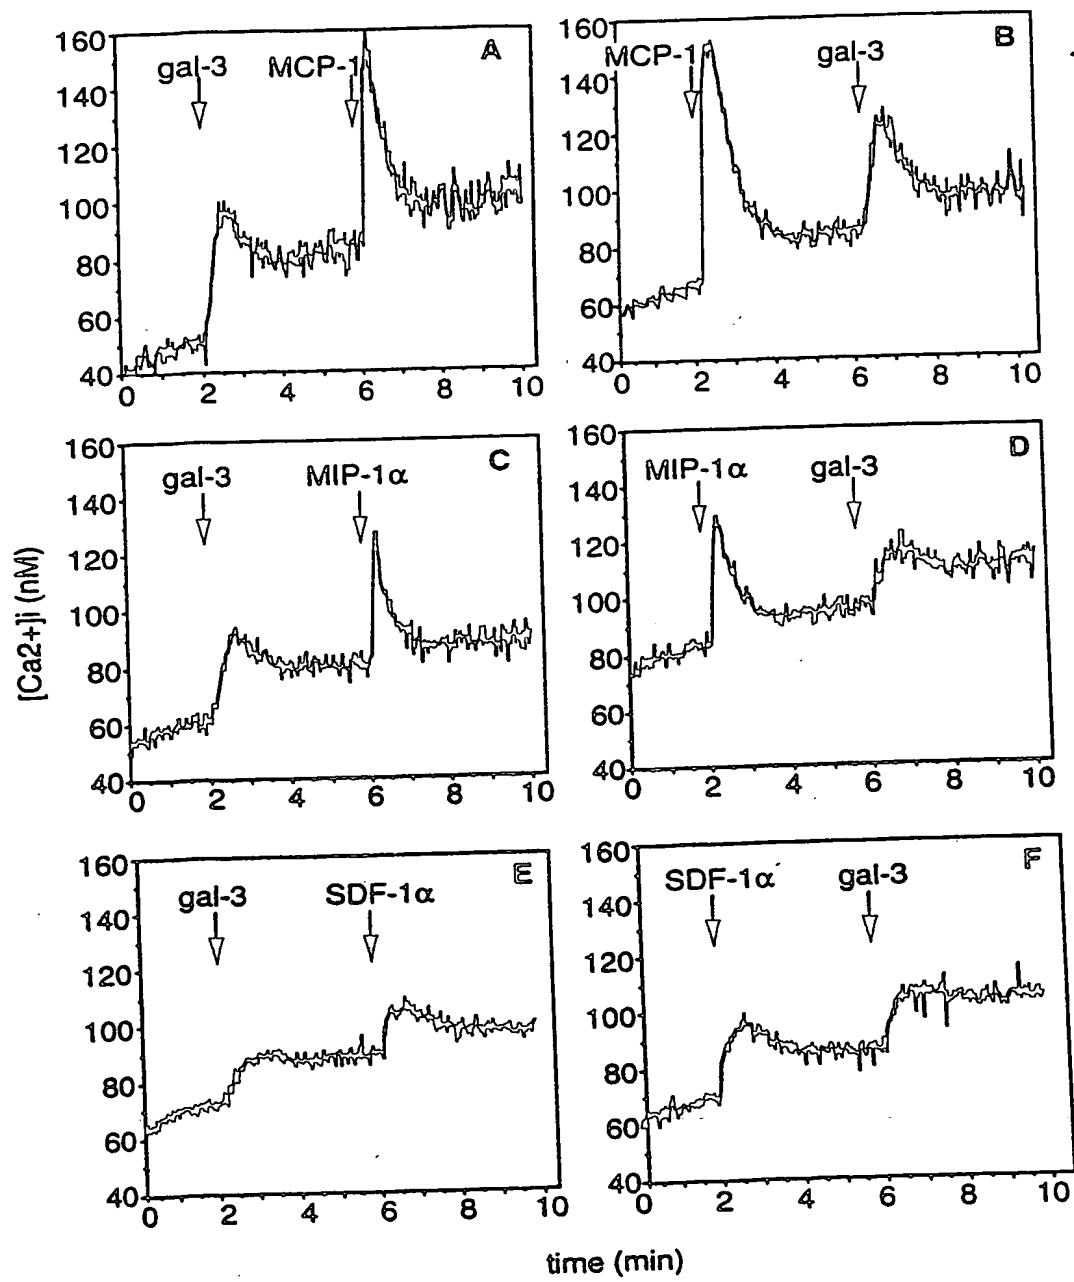 A
160
140
120
100
80
60
40
gal-3 MCP-1
0 2 4 6 8 10
B
160
140
120
100
80
60
40
MCP-1 gal-3
0 2 4 6 8 10
C
160
140
120
100
80
60
40
gal-3 MIP-1α
0 2 4 6 8 10
D
160
140
120
100
80
60
40
MIP-1α gal-3
0 2 4 6 8 10
E
160
140
120
100
80
60
40
gal-3 SDF-1α
0 2 4 6 8 10
F
160
140
120
100
80
60
40
SDF-1α gal-3
0 2 4 6 8 10
[Ca2+]i (nM)
time (min)